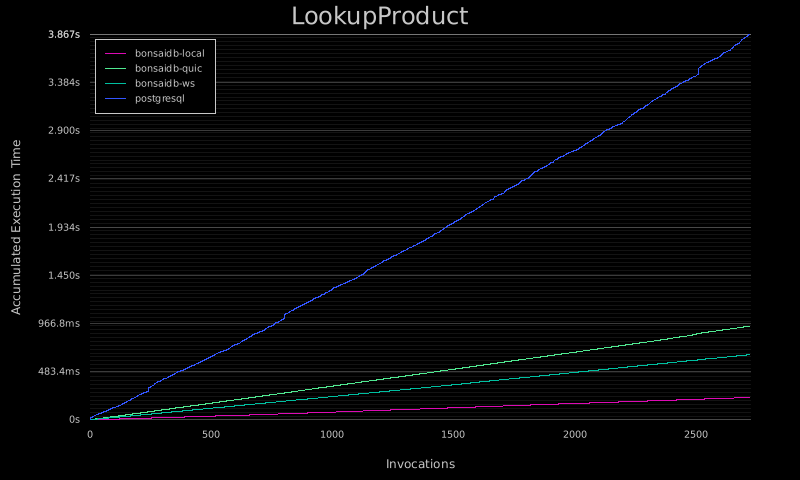 LookupProduct
3.867s
3.384s
2.900s
2.417s
1.934s
1.450s
966.8ms
483.4ms
0s
bonsaidb-local
bonsaidb-quic
bonsaidb-ws
postgresql
Accumulated Execution Time
0 500 1000 1500 2000 2500
Invocations